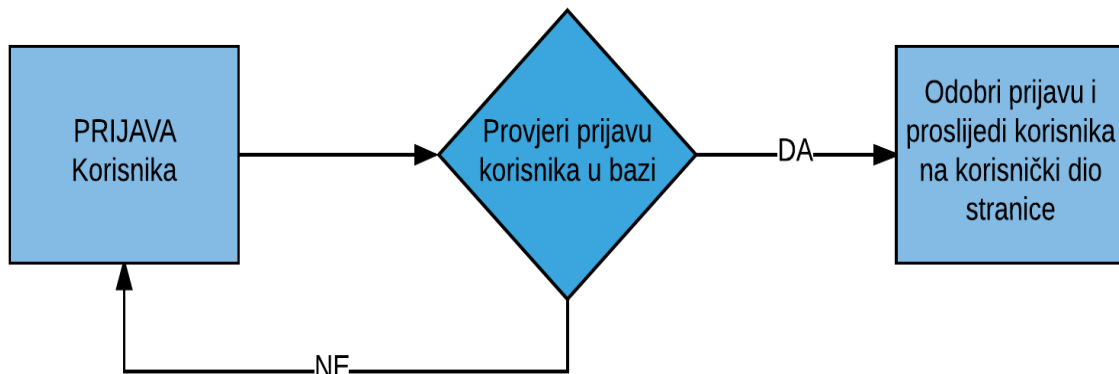 PRIJAVA
Korisnika
Provjeri prijavu
korisnika u bazi
DA
Odobri prijavu i
proslijedi korisnika
na korisnički dio
stranice
NE